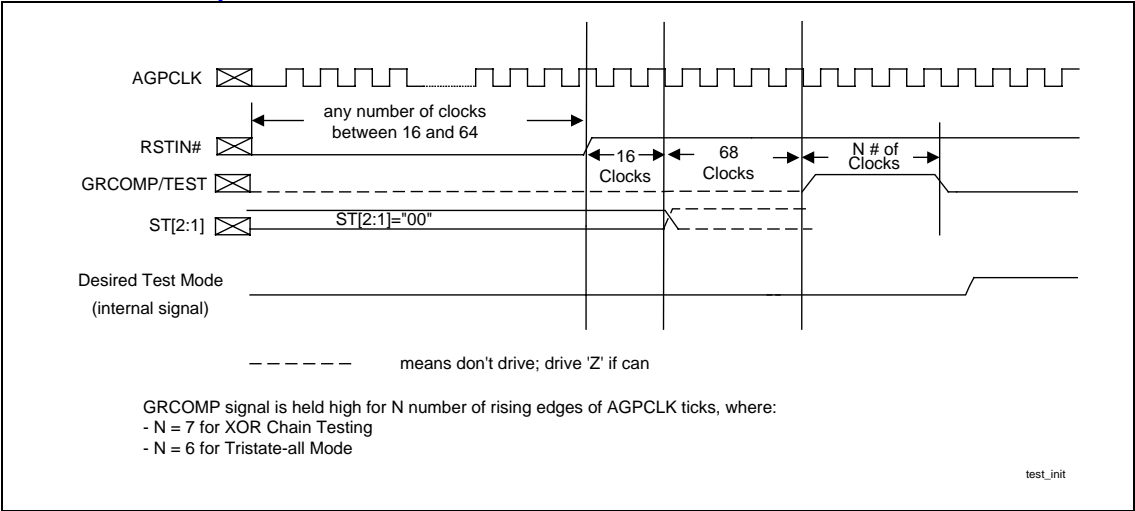 AGPCLK
any number of clocks
between 16 and 64
RSTIN#
16
Clocks
68
Clocks
N # of
Clocks
GRCOMP/TEST
ST[2:1]
ST[2:1]="00"
Desired Test Mode
(internal signal)
means don't drive; drive 'Z' if can
GRCOMP signal is held high for N number of rising edges of AGPCLK ticks, where:
- N = 7 for XOR Chain Testing
- N = 6 for Tristate-all Mode
test_init